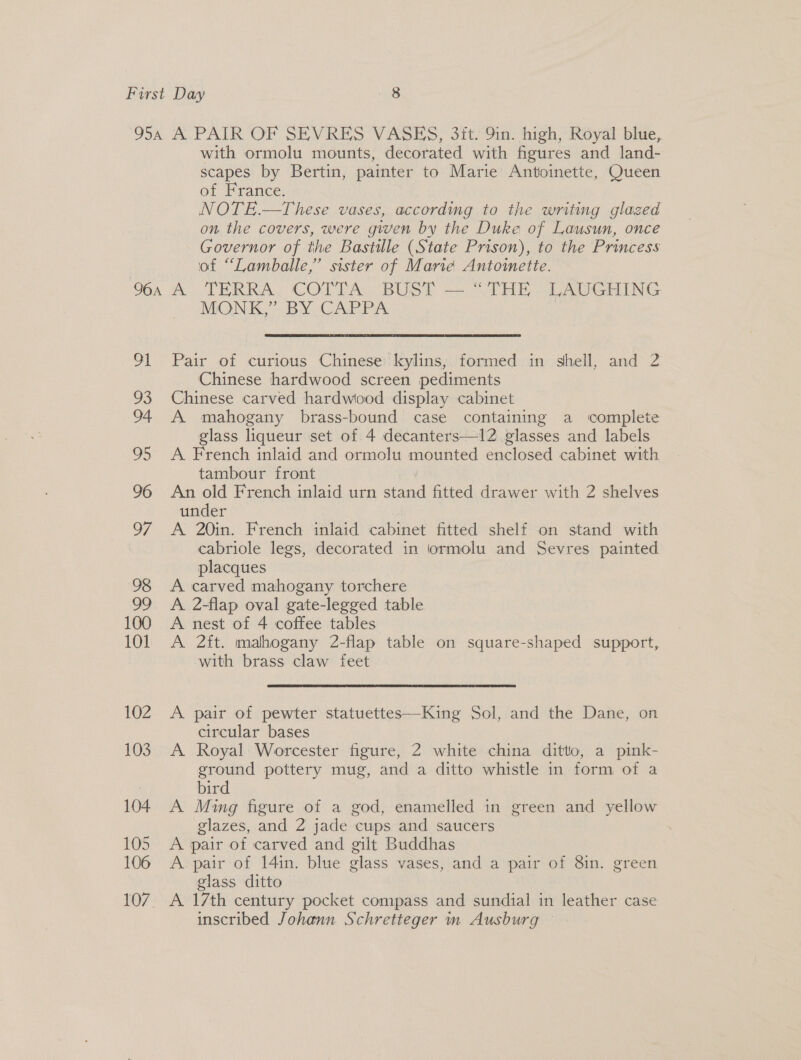 First Day 8
95A A PAIR OF SEVRES VASES, 3ft. 9in. high, Royal blue,
with ormolu mounts, decorated with figures and land-
scapes by Bertin, painter to Marie Antoinette, Queen
of France.
NOTE.—These vases, according to the writing glazed
on the covers, were given by the Duke of Lausun, once
Governor of the Bastille (State Prison), to the Princess
of “Lamballe,” sister of Marie Antoinette.
96A A TERRA COTTA BUST — “THE LAUGHING
MONK,” BY CAPPA
91 Pair of curious Chinese kylins, formed in shell, and 2
Chinese hardwood screen pediments
93 Chinese carved hardwood display cabinet
94 A mahogany brass-bound case containing a complete
glass liqueur set of 4 decanters—12 glasses and labels
95 A French inlaid and ormolu mounted enclosed cabinet with
tambour front
96 An old French inlaid urn stand fitted drawer with 2 shelves
under
97 A 20in. French inlaid cabinet fitted shelf on stand with
cabriole legs, decorated in ormolu and Sevres painted
placques
98 A carved mahogany torchere
99 A 2-flap oval gate-legged table
100 A nest of 4 coffee tables
101 A 2ft. mahogany 2-flap table on square-shaped support,
with brass claw feet
102 A pair of pewter statuettes—King Sol, and the Dane, on
circular bases
103 A Royal Worcester figure, 2 white china ditto, a pink-
ground pottery mug, and a ditto whistle in form of a
bird
104 A Ming figure of a god, enamelled in green and yellow
glazes, and 2 jade cups and saucers
105 A pair of carved and gilt Buddhas
106 A pair of 14in. blue glass vases, and a pair of 8in. green
glass ditto
107 A 17th century pocket compass and sundial in leather case
inscribed Johann Schretteger in Ausburg